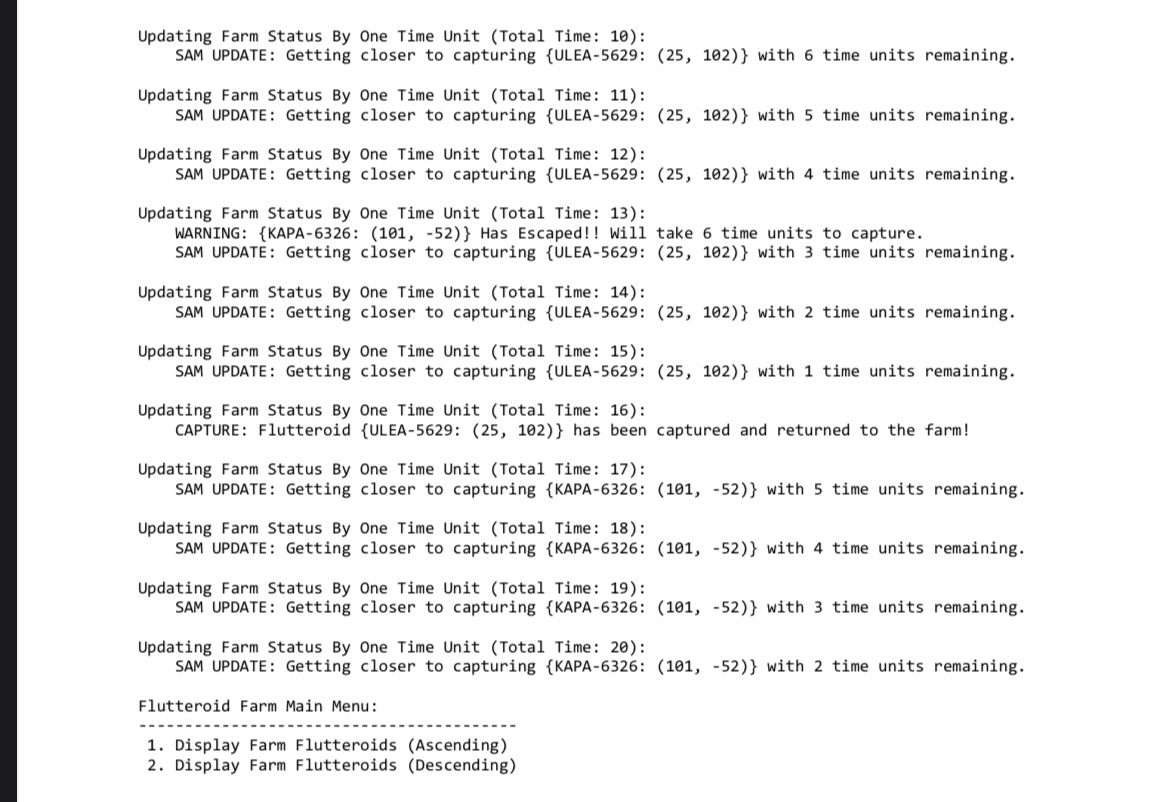 Updating Farm Status By One Time Unit (Total Time: 10):
SAM UPDATE: Getting closer to capturing {ULEA-5629: (25, 102)} with 6 time units remaining.
Updating Farm Status By One Time Unit (Total Time: 11):
SAM UPDATE: Getting closer to capturing {ULEA-5629: (25, 102)} with 5 time units remaining.
Updating Farm Status By One Time Unit (Total Time: 12):
SAM UPDATE: Getting closer to capturing {ULEA-5629: (25, 102)} with 4 time units remaining.
Updating Farm Status By One Time Unit (Total Time: 13):
WARNING: {KAPA-6326: (101, -52)} Has Escaped!! Will take 6 time units to capture.
SAM UPDATE: Getting closer to capturing {ULEA-5629: (25, 102)} with 3 time units remaining.
Updating Farm Status By One Time Unit (Total Time: 14):
SAM UPDATE: Getting closer to capturing {ULEA-5629: (25, 102)} with 2 time units remaining.
Updating Farm Status By One Time Unit (Total Time: 15):
SAM UPDATE: Getting closer to capturing {ULEA-5629: (25, 102)} with 1 time units remaining.
Updating Farm Status By One Time Unit (Total Time: 16):
CAPTURE: Flutteroid {ULEA-5629: (25, 102)} has been captured and returned to the farm!
Updating Farm Status By One Time Unit (Total Time: 17):
SAM UPDATE: Getting closer to capturing {KAPA-6326: (101, -52)} with 5 time units remaining.
Updating Farm Status By One Time Unit (Total Time: 18):
SAM UPDATE: Getting closer to capturing {KAPA-6326: (101, -52)} with 4 time units remaining.
Updating Farm Status By One Time Unit (Total Time: 19):
SAM UPDATE: Getting closer to capturing {KAPA-6326: (101, -52)} with 3 time units remaining.
Updating Farm Status By One Time Unit (Total Time: 20):
SAM UPDATE: Getting closer to capturing {KAPA-6326: (101, -52)} with 2 time units remaining.
Flutteroid Farm Main Menu:
-----------------------------------------
1. Display Farm Flutteroids (Ascending)
2. Display Farm Flutteroids (Descending)